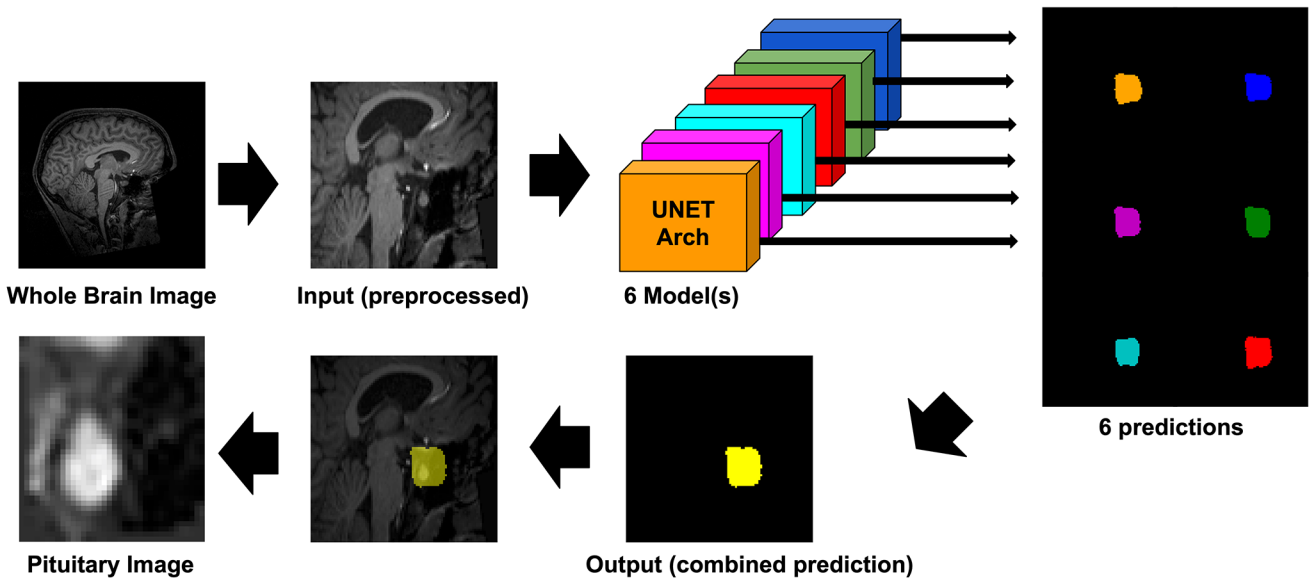 UNET
Arch
Whole Brain Image
Input (preprocessed)
6 Model(s)
6 predictions
Pituitary Image
Output (combined prediction)